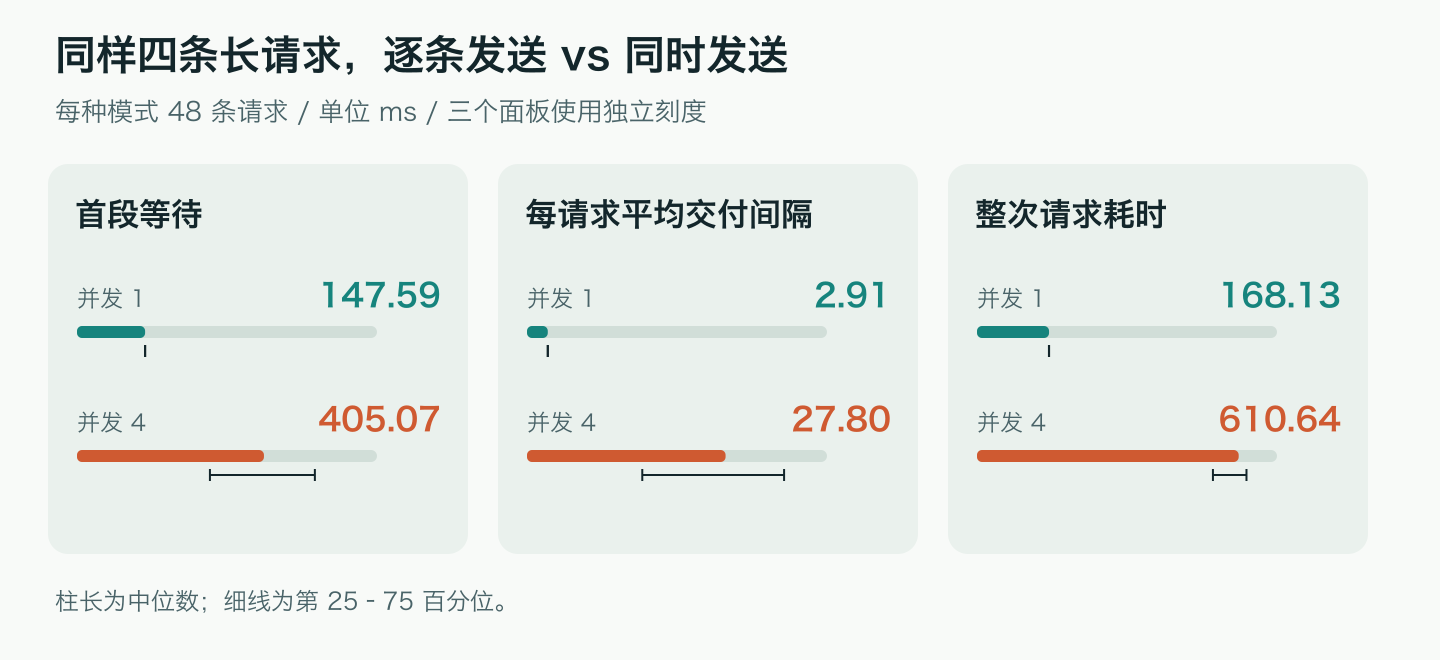 同样四条长请求，逐条发送 vs 同时发送
每种模式 48 条请求 / 单位 ms / 三个面板使用独立刻度
首段等待
并发 1 147.59
并发 4 405.07
每请求平均交付间隔
并发 1 2.91
并发 4 27.80
整次请求耗时
并发 1 168.13
并发 4 610.64
柱长为中位数；细线为第 25 - 75 百分位。